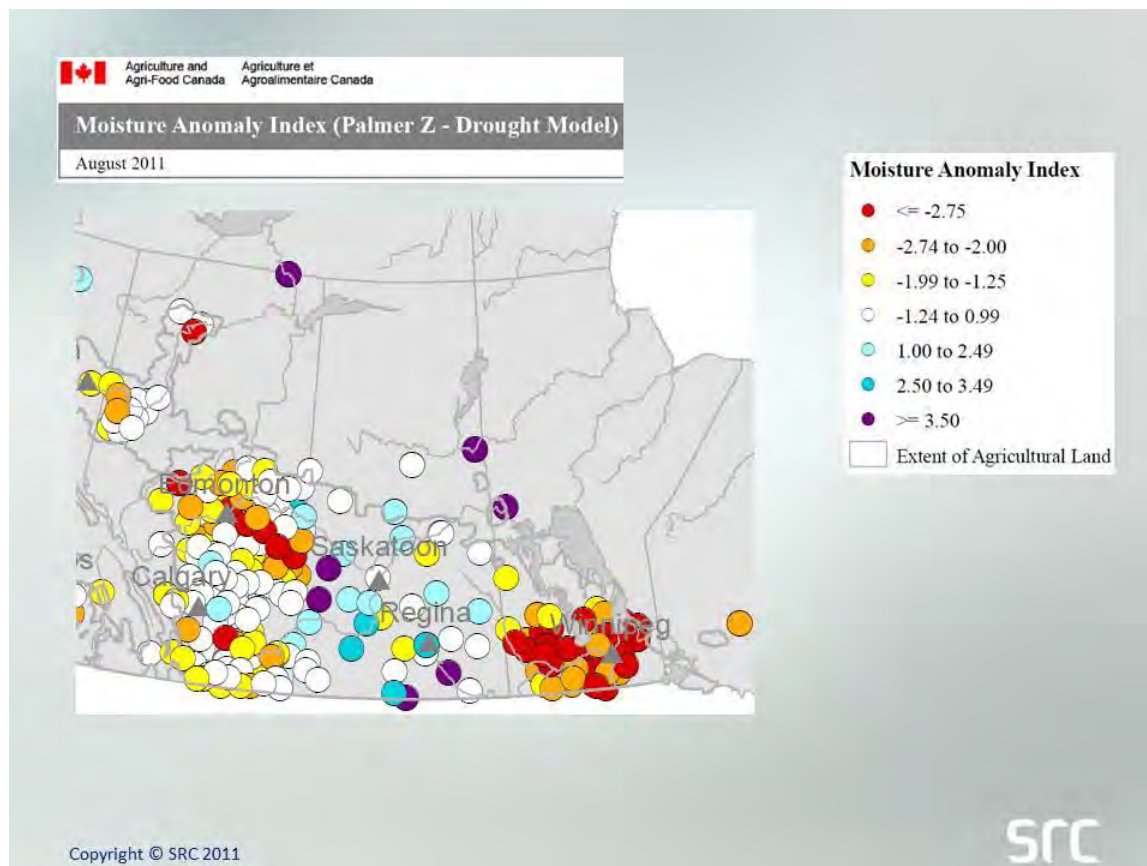 Agriculture and Agriculture et
Agri-Food Canada Agroalimentaire Canada
Moisture Anomaly Index (Palmer Z - Drought Model)
August 2011
Moisture Anomaly Index
<= -2.75
-2.74 to -2.00
-1.99 to -1.25
-1.24 to 0.99
1.00 to 2.49
2.50 to 3.49
>= 3.50
Extent of Agricultural Land
Edmonton
Saskatoon
Calgary
Regina
Winnipeg
Copyright © SRC 2011
src